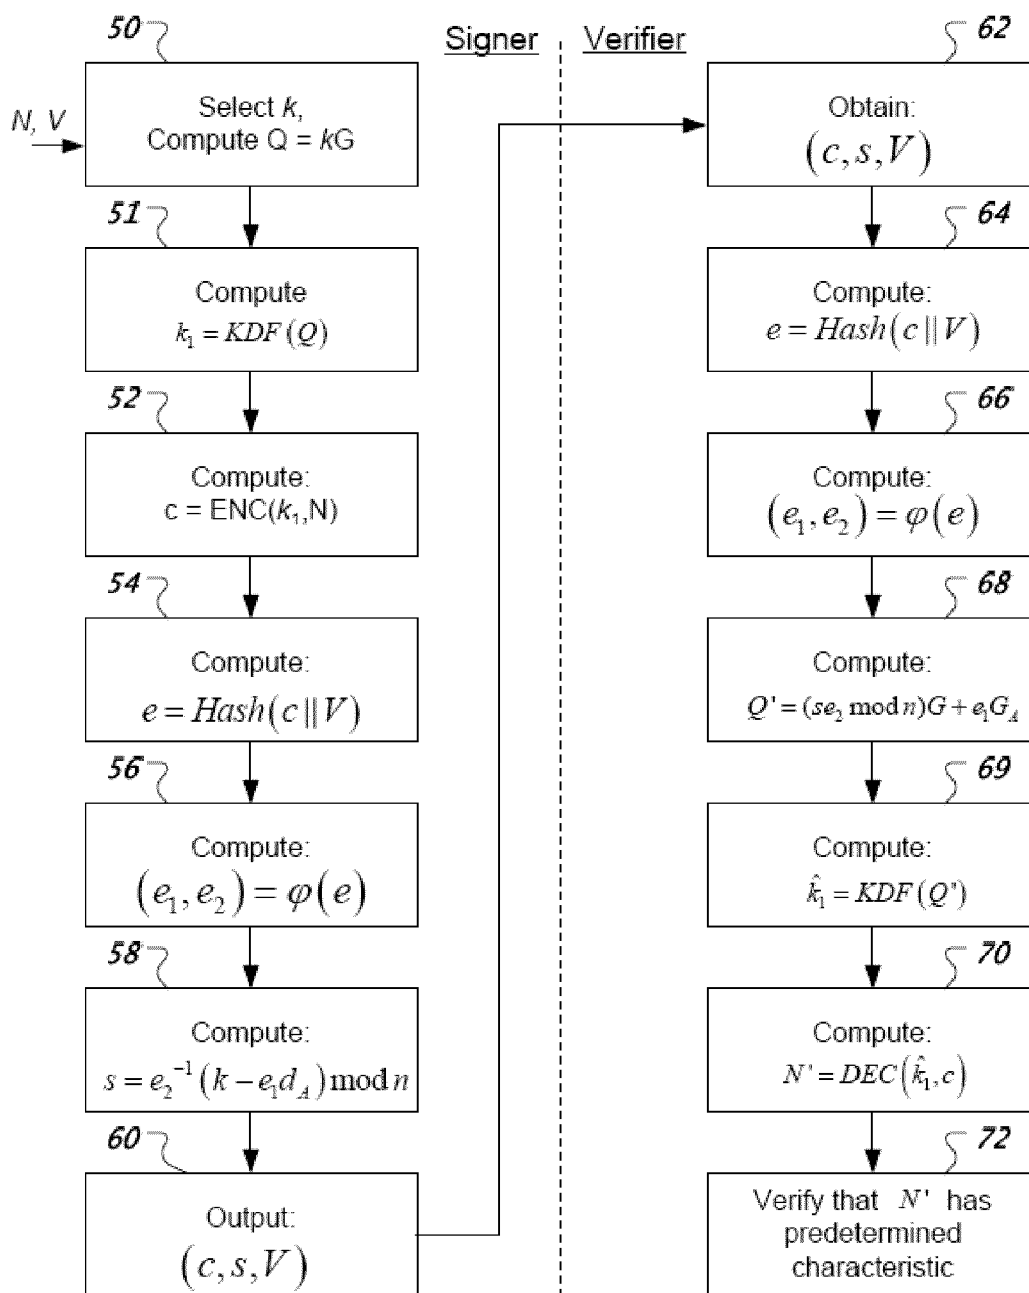 Signer
Verifier
N, V
50
Select k,
Compute Q = kG
51
Compute
k₁ = KDF(Q)
52
Compute:
c = ENC(k₁,N)
54
Compute:
e = Hash(c || V)
56
Compute:
(e₁, e₂) = φ(e)
58
Compute:
s = e₂⁻¹(k − e₁d_A) mod n
60
Output:
(c, s, V)
62
Obtain:
(c, s, V)
64
Compute:
e = Hash(c || V)
66
Compute:
(e₁, e₂) = φ(e)
68
Compute:
Q' = (se₂ mod n)G + e₁G_A
69
Compute:
k̂₁ = KDF(Q')
70
Compute:
N' = DEC(k̂₁, c)
72
Verify that N' has
predetermined
characteristic